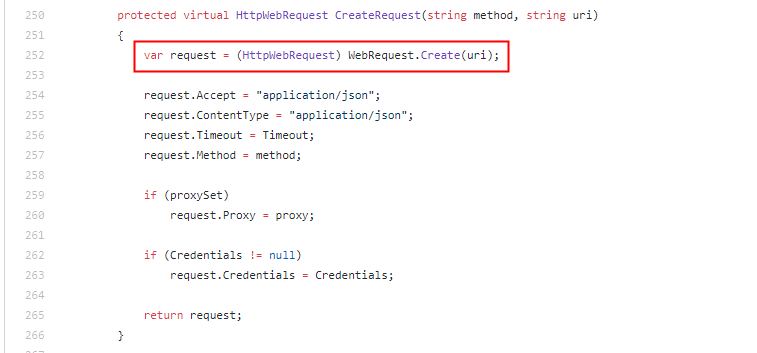 250 protected virtual HttpWebRequest CreateRequest(string method, string uri)
251 {
252 var request = (HttpWebRequest) WebRequest.Create(uri);
253
254 request.Accept = "application/json";
255 request.ContentType = "application/json";
256 request.Timeout = Timeout;
257 request.Method = method;
258
259 if (proxySet)
260 request.Proxy = proxy;
261
262 if (Credentials != null)
263 request.Credentials = Credentials;
264
265 return request;
266 }